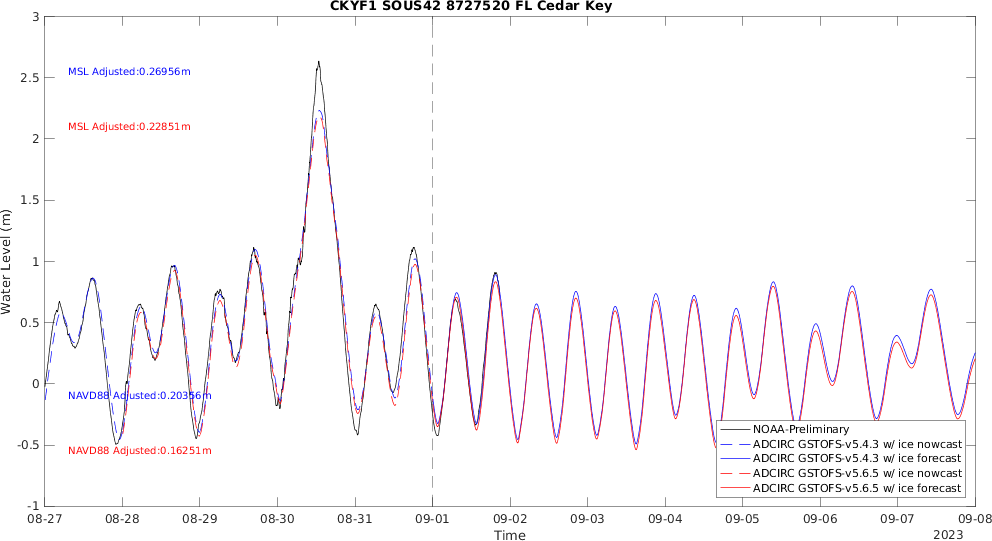 CKYF1 SOUS42 8727520 FL Cedar Key
3
2.5
2
1.5
1
0.5
0
-0.5
-1
Water Level (m)
MSL Adjusted:0.26956m
MSL Adjusted:0.22851m
NAVD88 Adjusted:0.20356m
NAVD88 Adjusted:0.16251m
NOAA-Preliminary
ADCIRC GSTOFS-v5.4.3 w/ ice nowcast
ADCIRC GSTOFS-v5.4.3 w/ ice forecast
ADCIRC GSTOFS-v5.6.5 w/ ice nowcast
ADCIRC GSTOFS-v5.6.5 w/ ice forecast
08-27 08-28 08-29 08-30 08-31 09-01 09-02 09-03 09-04 09-05 09-06 09-07 09-08
Time
2023